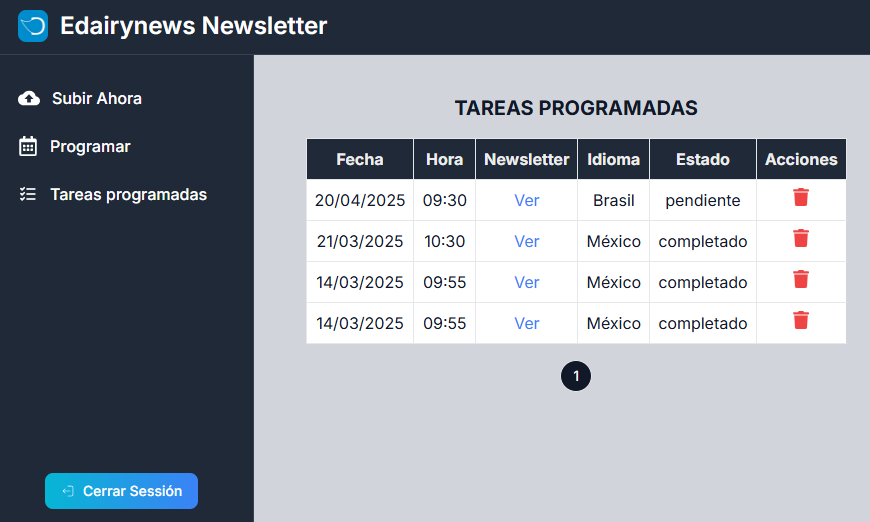 Edairynews Newsletter
Subir Ahora
Programar
Tareas programadas
Cerrar Sessión
TAREAS PROGRAMADAS
Fecha Hora Newsletter Idioma Estado Acciones
20/04/2025 09:30 Ver Brasil pendiente
21/03/2025 10:30 Ver México completado
14/03/2025 09:55 Ver México completado
14/03/2025 09:55 Ver México completado
1